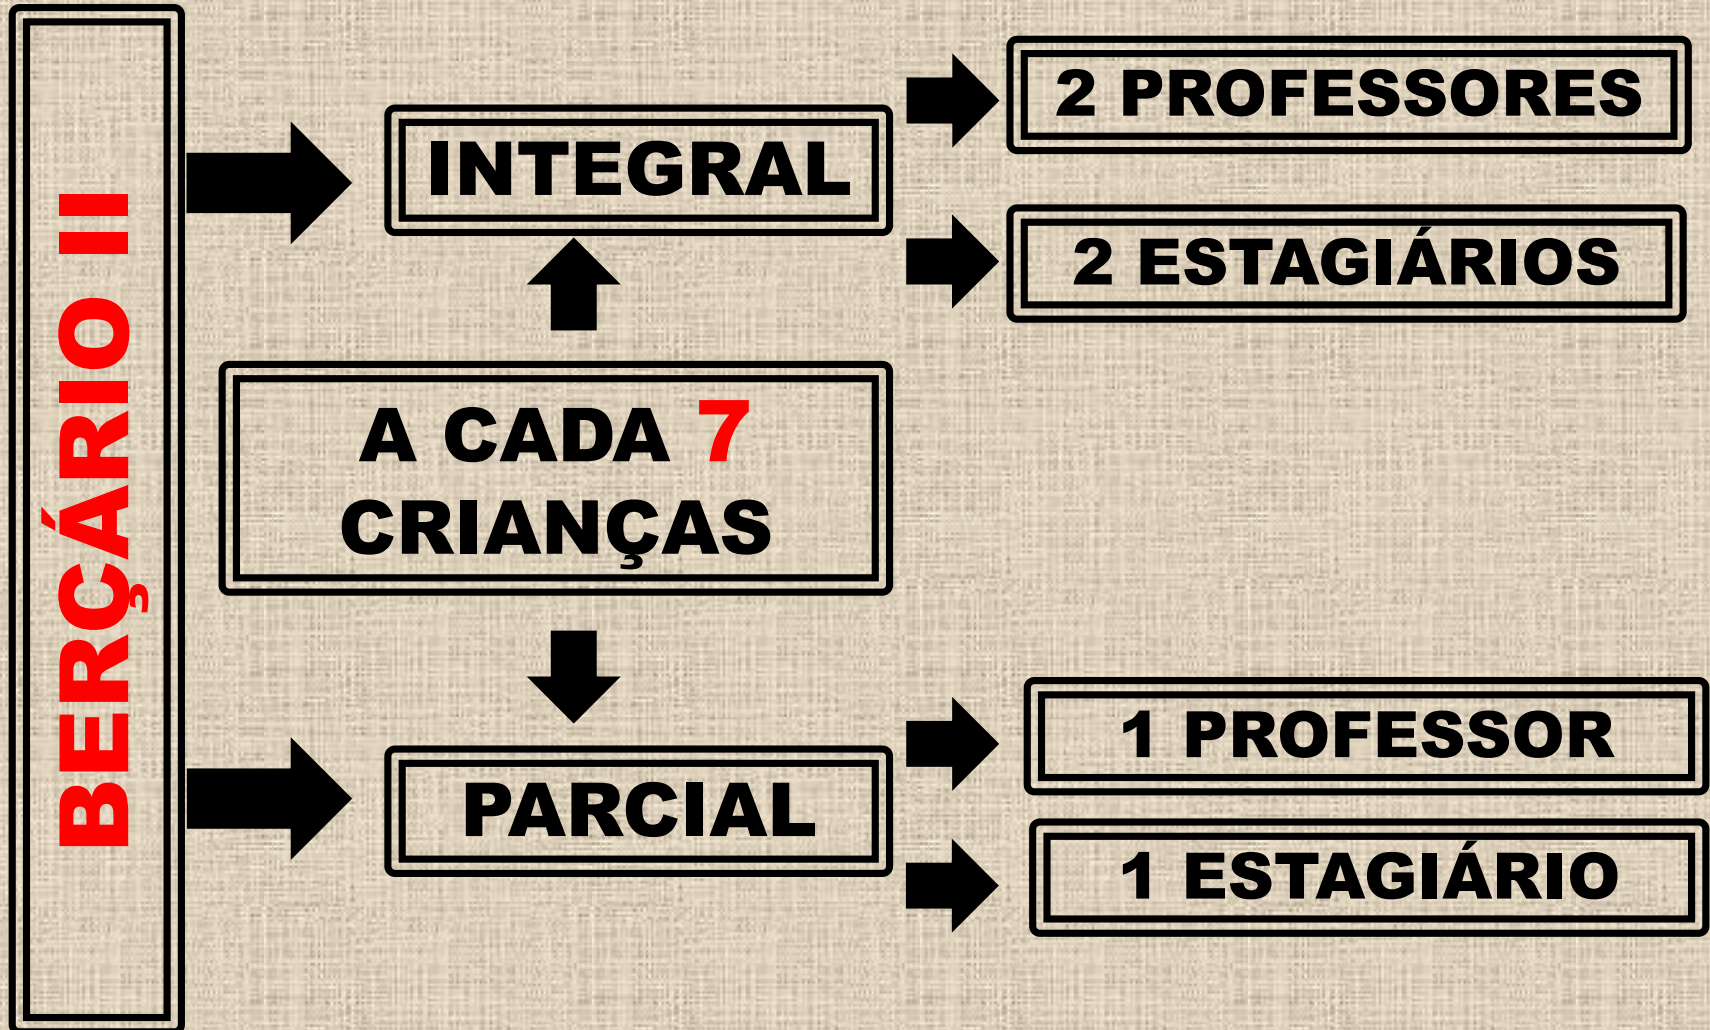 BERÇÁRIO II
INTEGRAL
2 PROFESSORES
2 ESTAGIÁRIOS
A CADA 7
CRIANÇAS
PARCIAL
1 PROFESSOR
1 ESTAGIÁRIO